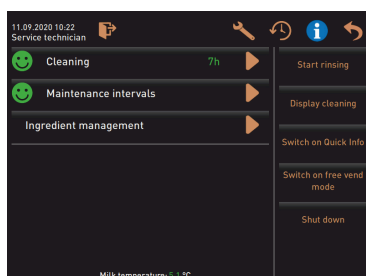 11.09.2020 10:22
Service technician
Cleaning 7h
Maintenance intervals
Ingredient management
Start rinsing
Display cleaning
Switch on Quick Info
Switch on free vend
mode
Shut down
Milk temperature: 5.1 °C